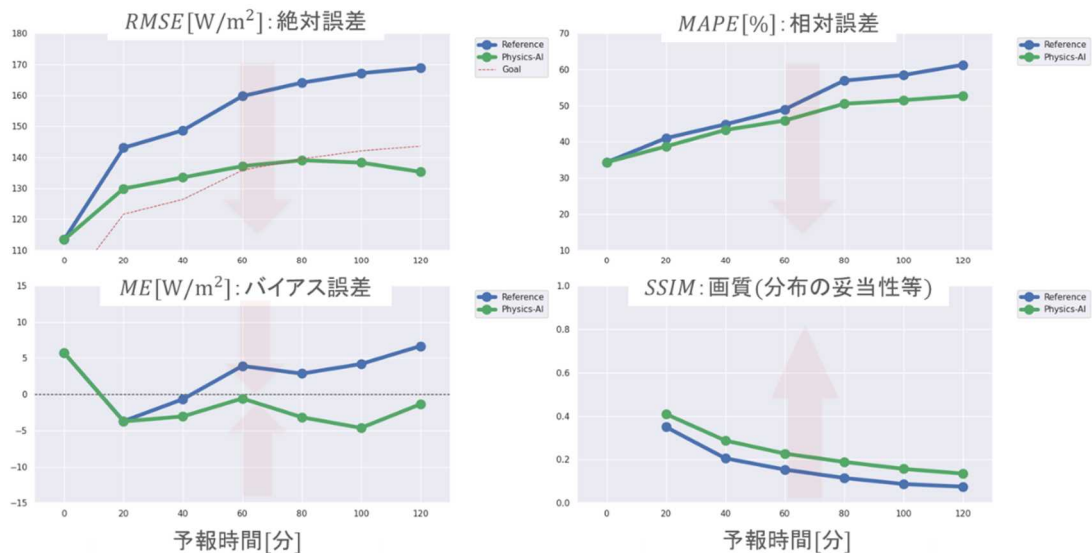 RMSE[W/m²]:絶対誤差
180
170
160
150
140
130
120
110
0 20 40 60 80 100 120
Reference
Physics-AI
Goal
MAPE[%]:相対誤差
70
60
50
40
30
20
10
0 20 40 60 80 100 120
Reference
Physics-AI
ME[W/m²]:バイアス誤差
15
10
5
0
−5
−10
−15
0 20 40 60 80 100 120
Reference
Physics-AI
予報時間[分]
SSIM:画質(分布の妥当性等)
1.0
0.8
0.6
0.4
0.2
0.0
0 20 40 60 80 100 120
Reference
Physics-AI
予報時間[分]